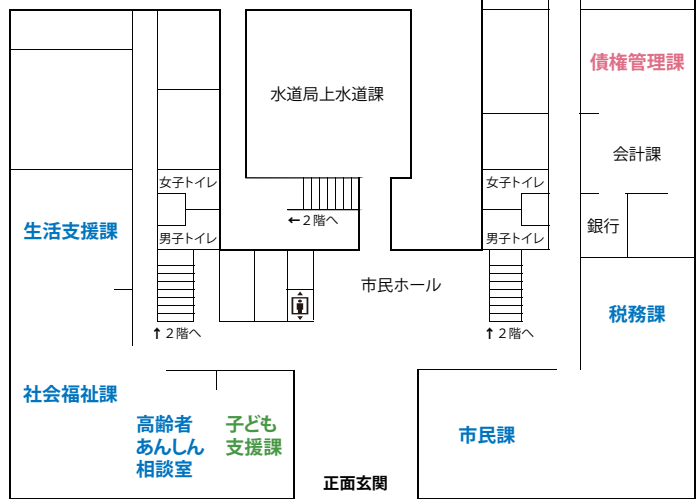 債権管理課
水道局上水道課
会計課
女子トイレ
女子トイレ
←2階へ
銀行
生活支援課
男子トイレ
男子トイレ
市民ホール
税務課
↑2階へ
↑2階へ
社会福祉課
高齢者
あんしん
相談室
子ども
支援課
市民課
正面玄関